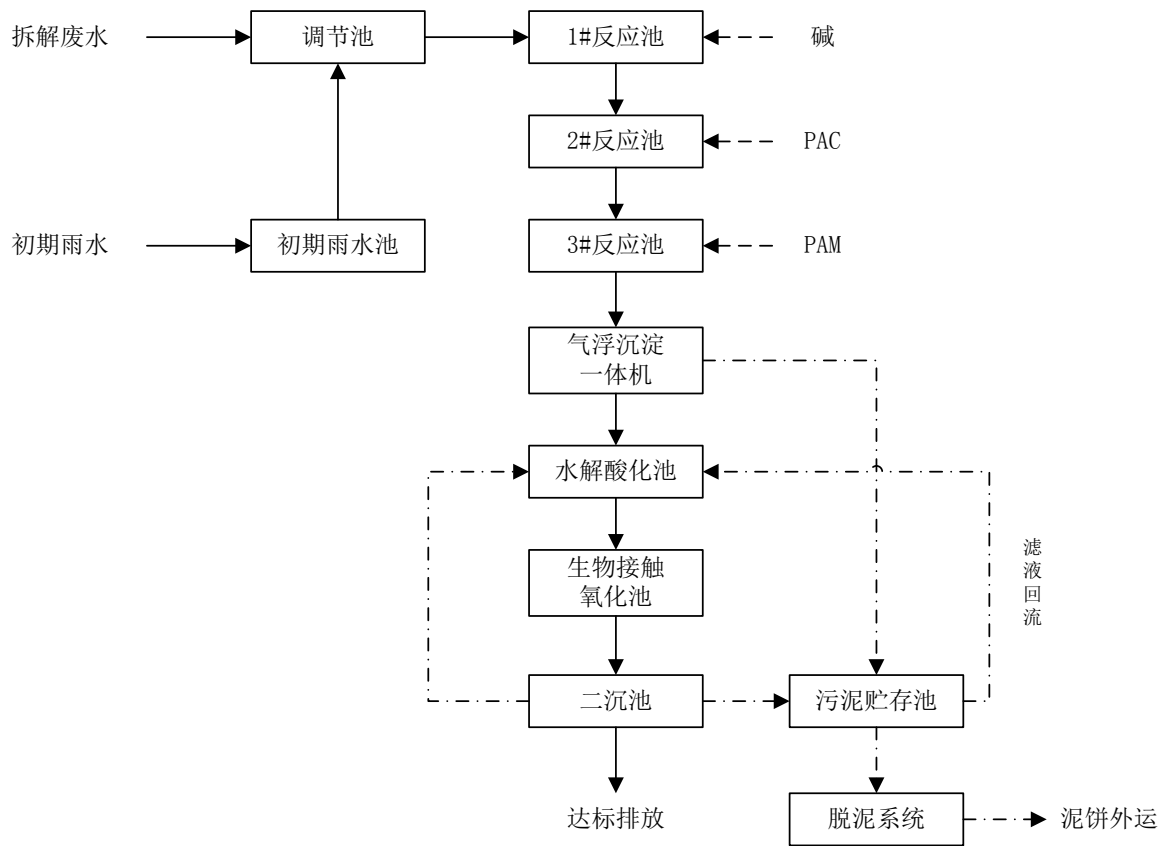 拆解废水
调节池
1#反应池
碱
2#反应池
PAC
初期雨水
初期雨水池
3#反应池
PAM
气浮沉淀
一体机
水解酸化池
生物接触
氧化池
滤
液
回
流
二沉池
污泥贮存池
达标排放
脱泥系统
泥饼外运